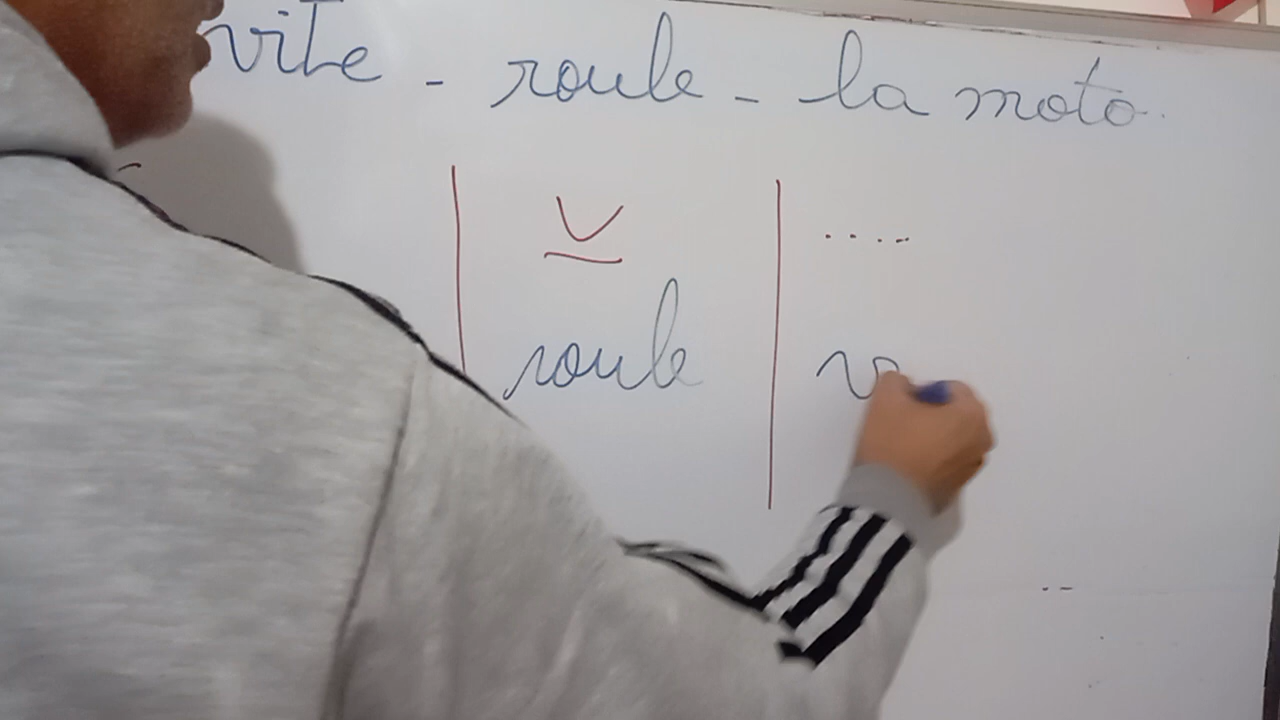 vite - roule - la moto.
V ....
roule v